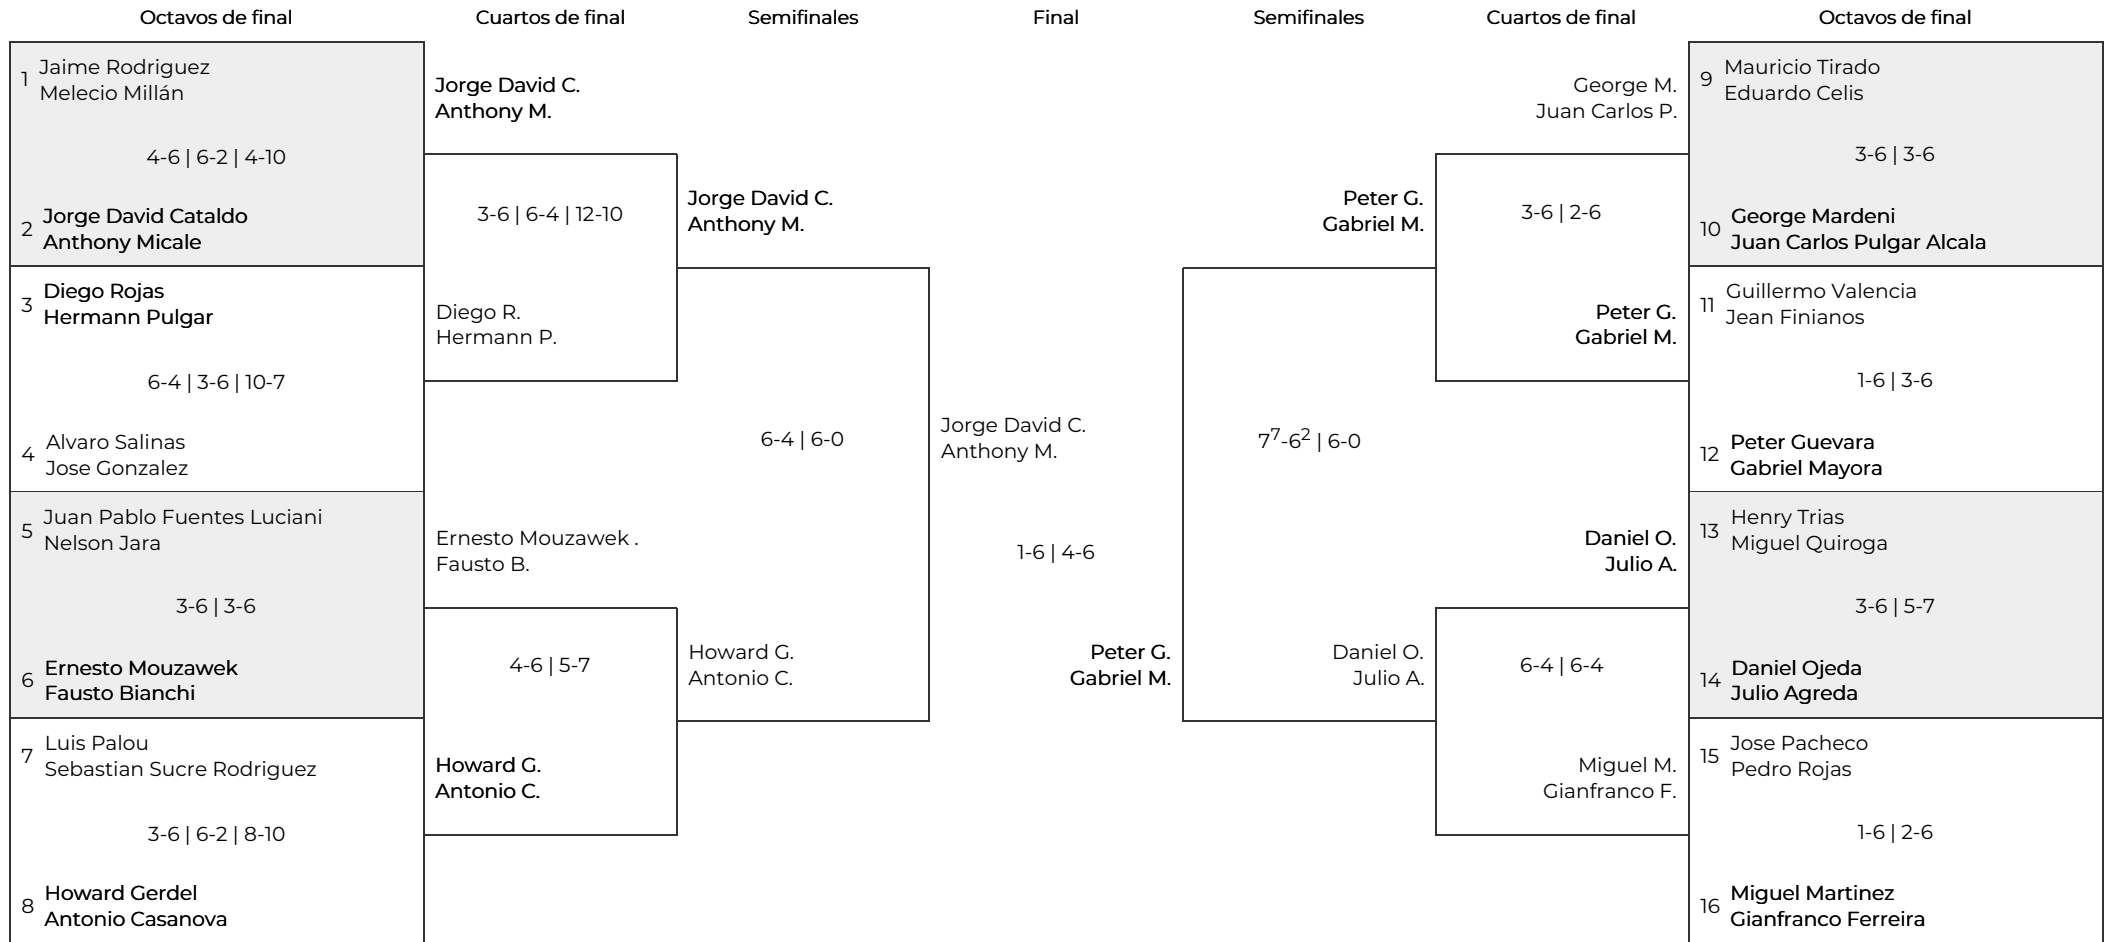 Octavos de final
Cuartos de final
Semifinales
Final
Semifinales
Cuartos de final
Octavos de final
1
Jaime Rodriguez
Melecio Millán
4-6 | 6-2 | 4-10
2
Jorge David Cataldo
Anthony Micale
3
Diego Rojas
Hermann Pulgar
6-4 | 3-6 | 10-7
4
Alvaro Salinas
Jose Gonzalez
5
Juan Pablo Fuentes Luciani
Nelson Jara
3-6 | 3-6
6
Ernesto Mouzawek
Fausto Bianchi
7
Luis Palou
Sebastian Sucre Rodriguez
3-6 | 6-2 | 8-10
8
Howard Gerdel
Antonio Casanova
Jorge David C.
Anthony M.
3-6 | 6-4 | 12-10
Diego R.
Hermann P.
Ernesto Mouzawek .
Fausto B.
4-6 | 5-7
Howard G.
Antonio C.
Jorge David C.
Anthony M.
6-4 | 6-0
Howard G.
Antonio C.
Jorge David C.
Anthony M.
1-6 | 4-6
Peter G.
Gabriel M.
Peter G.
Gabriel M.
7⁷-6² | 6-0
Daniel O.
Julio A.
George M.
Juan Carlos P.
3-6 | 2-6
Peter G.
Gabriel M.
Daniel O.
Julio A.
6-4 | 6-4
Miguel M.
Gianfranco F.
9
Mauricio Tirado
Eduardo Celis
3-6 | 3-6
10
George Mardeni
Juan Carlos Pulgar Alcala
11
Guillermo Valencia
Jean Finianos
1-6 | 3-6
12
Peter Guevara
Gabriel Mayora
13
Henry Trias
Miguel Quiroga
3-6 | 5-7
14
Daniel Ojeda
Julio Agreda
15
Jose Pacheco
Pedro Rojas
1-6 | 2-6
16
Miguel Martinez
Gianfranco Ferreira